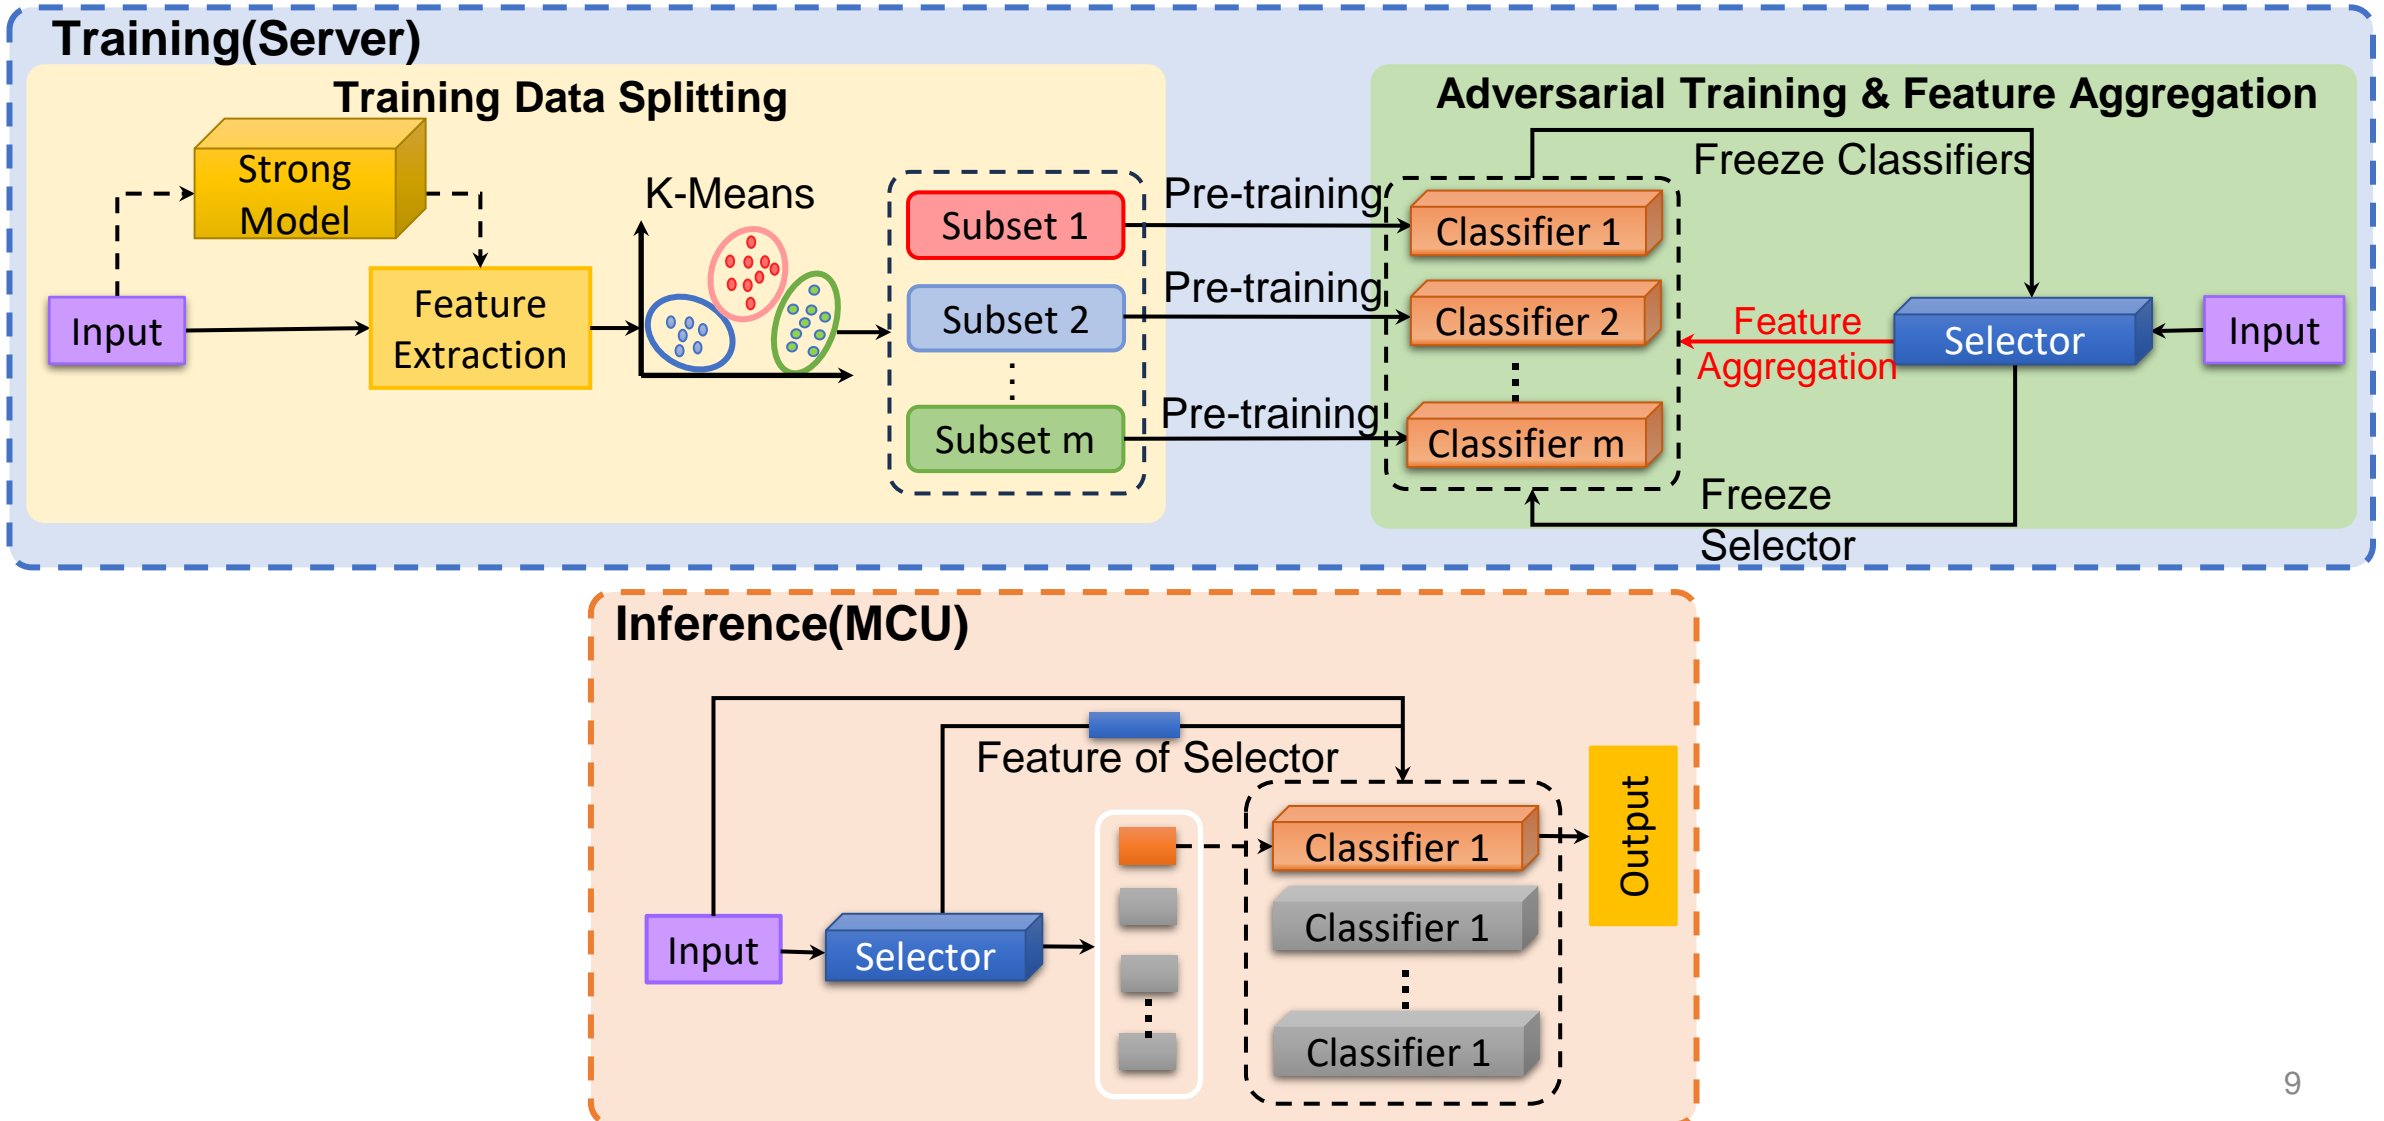 Training(Server)
Training Data Splitting
Strong
Model
Input
Feature
Extraction
K-Means
Subset 1
Subset 2
Subset m
Pre-training
Pre-training
Pre-training
Adversarial Training & Feature Aggregation
Freeze Classifiers
Classifier 1
Classifier 2
Classifier m
Feature
Aggregation
Selector
Input
Freeze
Selector
Inference(MCU)
Feature of Selector
Input
Selector
Classifier 1
Classifier 1
Classifier 1
Output
9